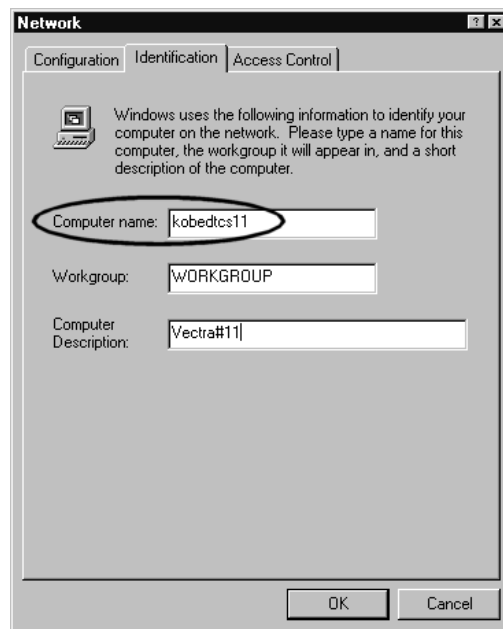 Network
Configuration Identification Access Control
Windows uses the following information to identify your
computer on the network. Please type a name for this
computer, the workgroup it will appear in, and a short
description of the computer.
Computer name: kobedtcs11
Workgroup: WORKGROUP
Computer
Description: Vectra#11
OK Cancel